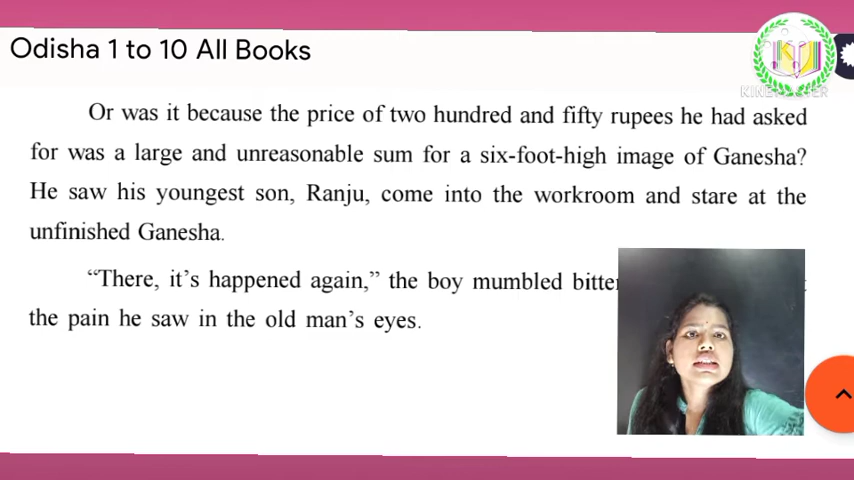 Odisha 1 to 10 All Books
KINEMASTER
Or was it because the price of two hundred and fifty rupees he had asked
for was a large and unreasonable sum for a six-foot-high image of Ganesha?
He saw his youngest son, Ranju, come into the workroom and stare at the
unfinished Ganesha.
“There, it’s happened again,” the boy mumbled
the pain he saw in the old man’s eyes.